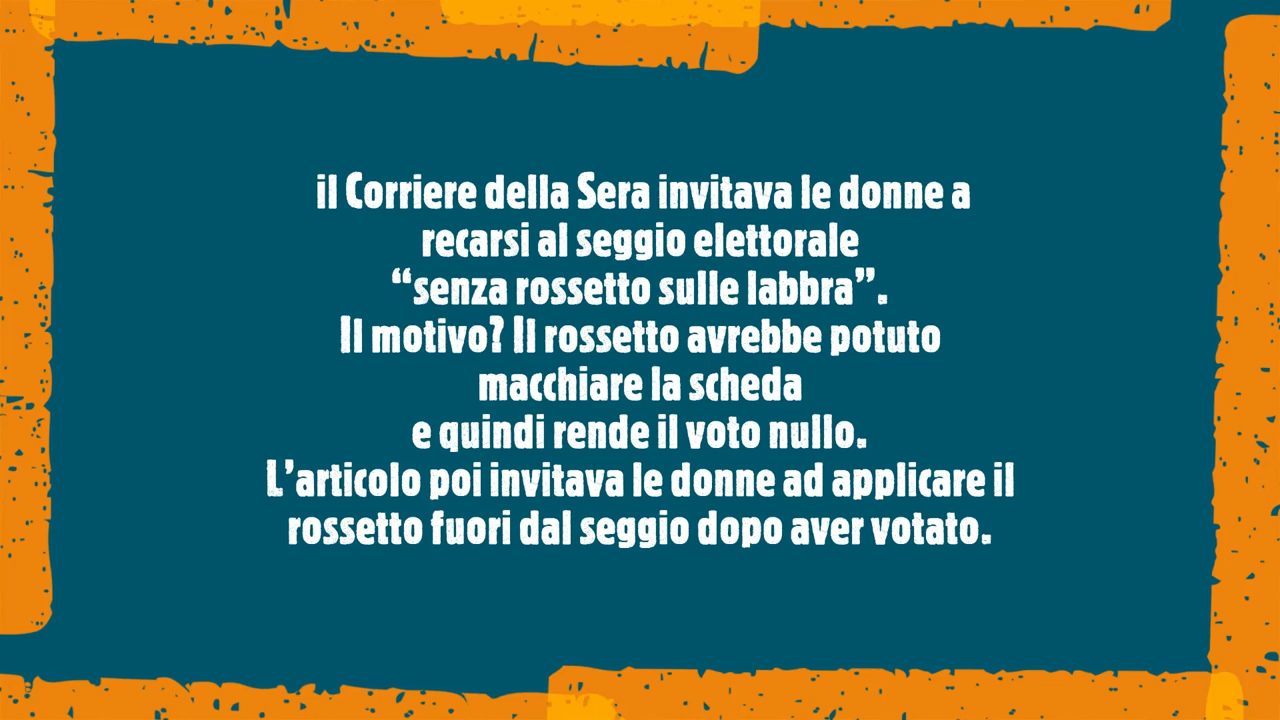 il Corriere della Sera invitava le donne a
recarsi al seggio elettorale
“senza rossetto sulle labbra”.
Il motivo? Il rossetto avrebbe potuto
macchiare la scheda
e quindi rende il voto nullo.
L’articolo poi invitava le donne ad applicare il
rossetto fuori dal seggio dopo aver votato.